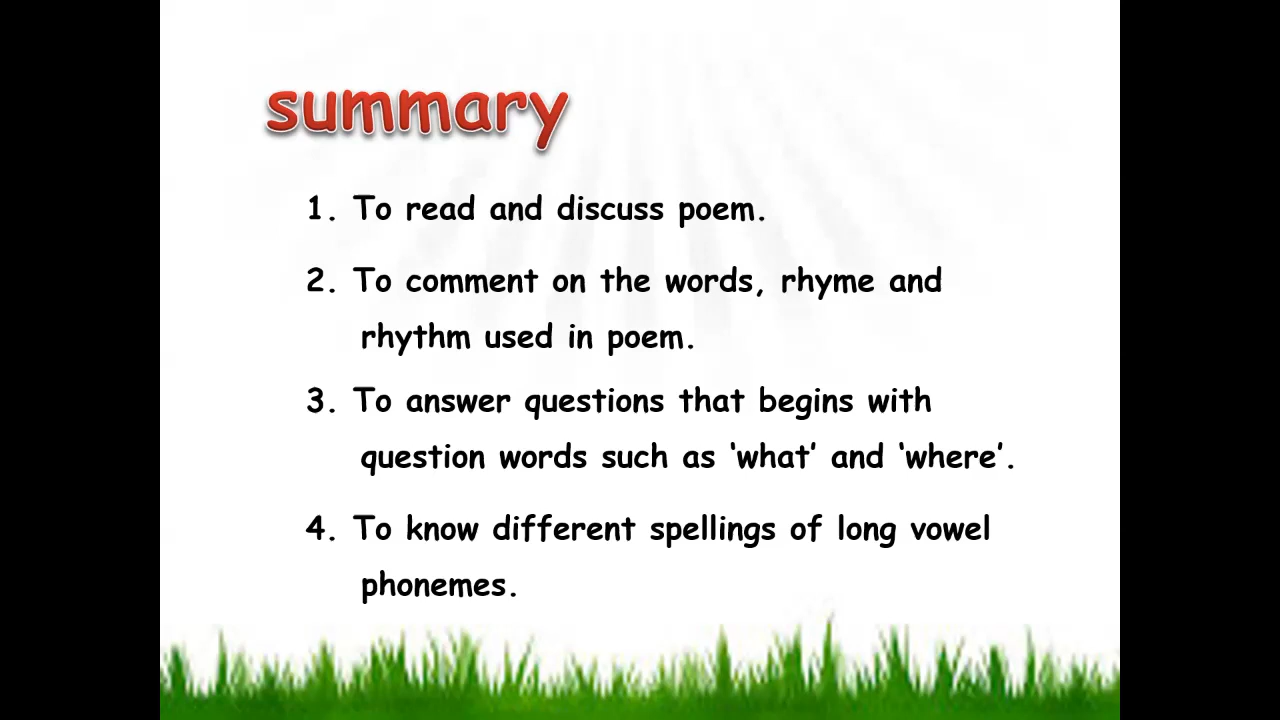 summary
1. To read and discuss poem.
2. To comment on the words, rhyme and
rhythm used in poem.
3. To answer questions that begins with
question words such as ‘what’ and ‘where’.
4. To know different spellings of long vowel
phonemes.